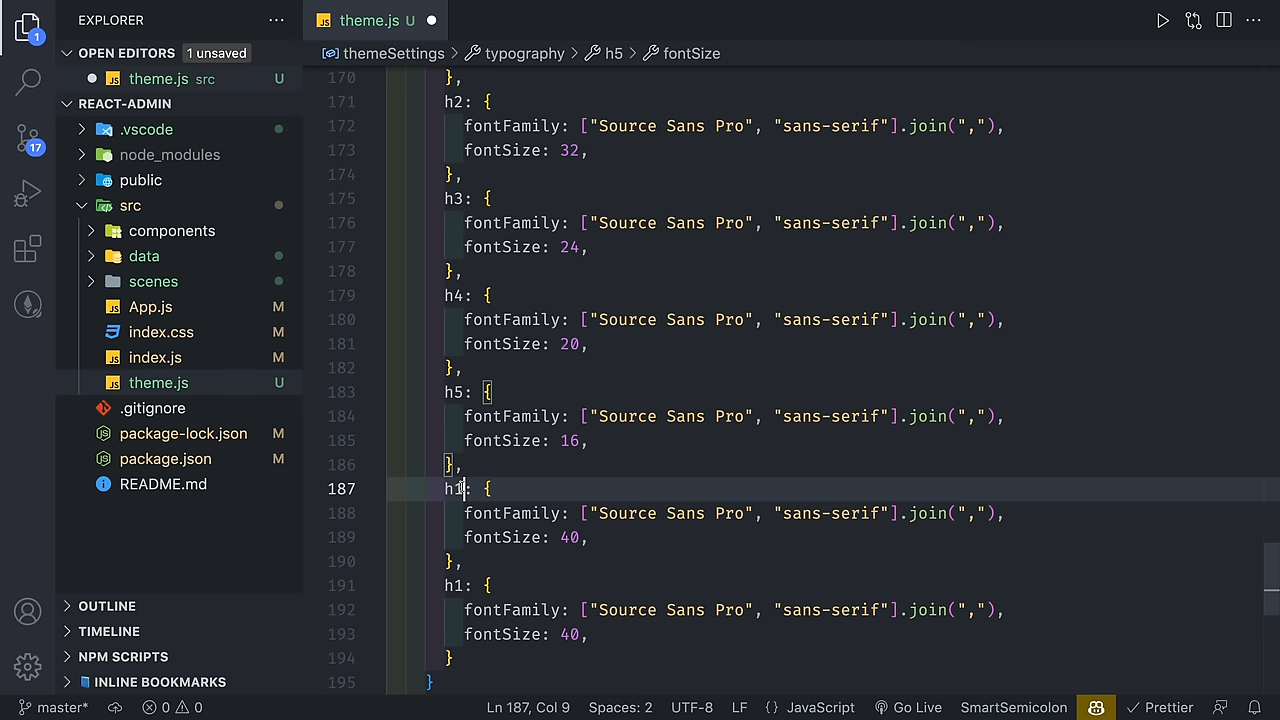 EXPLORER
OPEN EDITORS 1 unsaved
theme.js src U
REACT-ADMIN
.vscode
node_modules
public
src
components
data
scenes
App.js M
index.css M
index.js M
theme.js U
.gitignore
package-lock.json M
package.json M
README.md
OUTLINE
TIMELINE
NPM SCRIPTS
INLINE BOOKMARKS
1
17
theme.js U
themeSettings > typography > h5 > fontSize
170 },
171 h2: {
172 fontFamily: ["Source Sans Pro", "sans-serif"].join(","),
173 fontSize: 32,
174 },
175 h3: {
176 fontFamily: ["Source Sans Pro", "sans-serif"].join(","),
177 fontSize: 24,
178 },
179 h4: {
180 fontFamily: ["Source Sans Pro", "sans-serif"].join(","),
181 fontSize: 20,
182 },
183 h5: {
184 fontFamily: ["Source Sans Pro", "sans-serif"].join(","),
185 fontSize: 16,
186 },
187 h1: {
188 fontFamily: ["Source Sans Pro", "sans-serif"].join(","),
189 fontSize: 40,
190 },
191 h1: {
192 fontFamily: ["Source Sans Pro", "sans-serif"].join(","),
193 fontSize: 40,
194 }
195 }
master* 0 0 Ln 187, Col 9 Spaces: 2 UTF-8 LF {} JavaScript Go Live SmartSemicolon Prettier